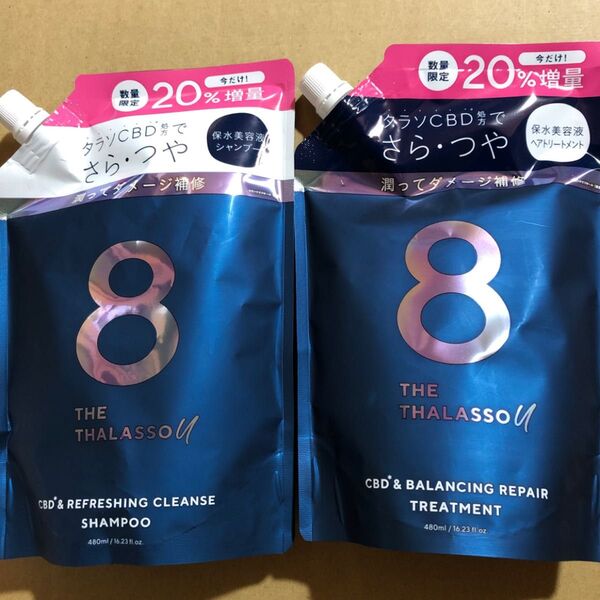 数量
限定
今だけ!
20%増量
タラソCBD処方で
さら・つや
保水美容液
シャンプー
潤ってダメージ補修
8
THE
THALASSO u
CBD* & REFRESHING CLEANSE
SHAMPOO
480ml / 16.23 fl oz
数量
限定
今だけ!
20%増量
タラソCBD処方で
さら・つや
保水美容液
ヘアトリートメント
潤ってダメージ補修
8
THE
THALASSO u
CBD* & BALANCING REPAIR
TREATMENT
480ml / 16.23 fl oz